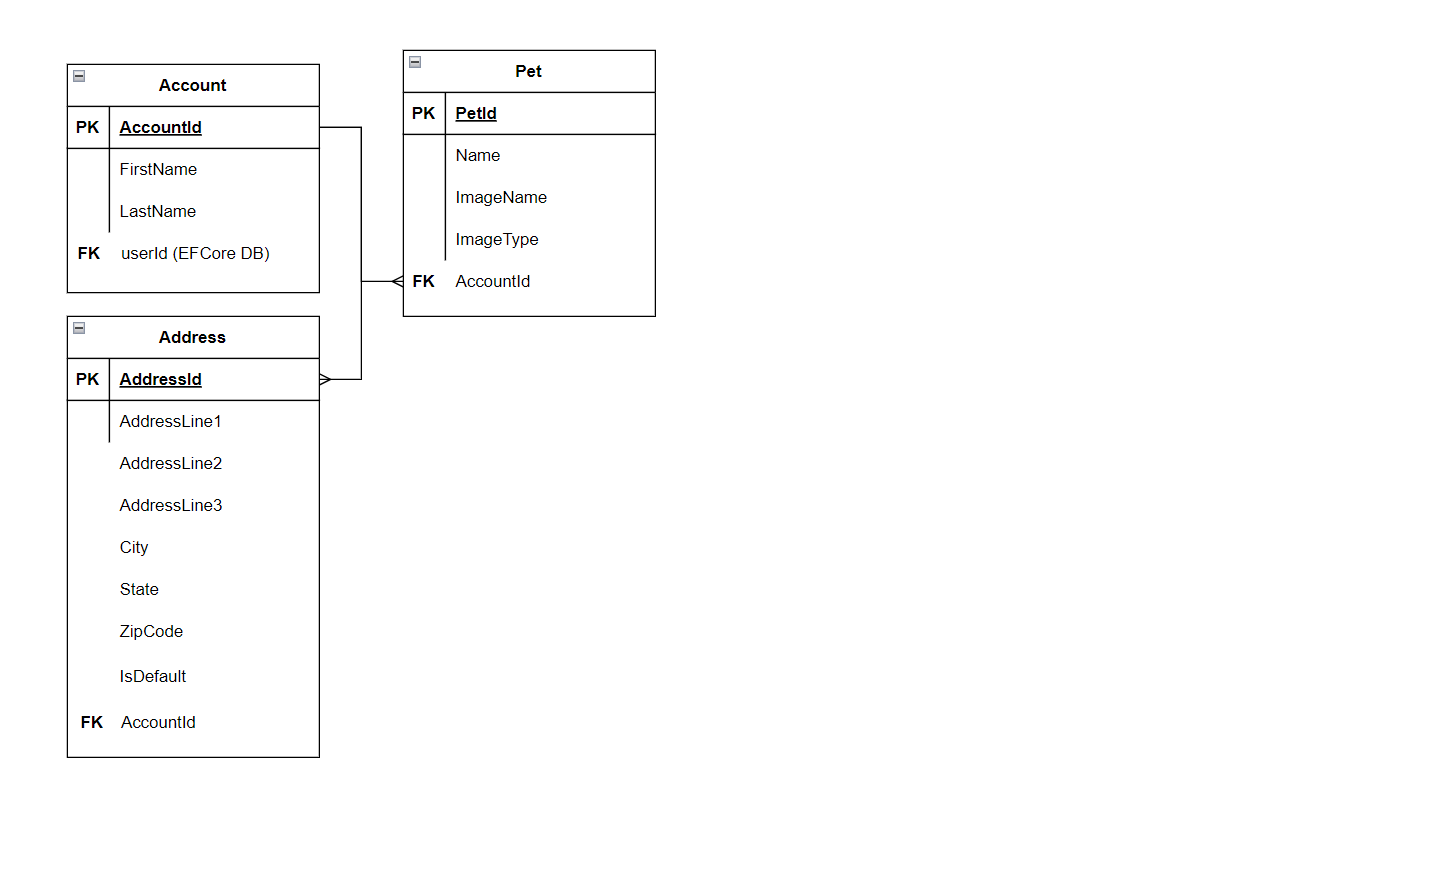 Account
PK AccountId
FirstName
LastName
FK userId (EFCore DB)
Pet
PK PetId
Name
ImageName
ImageType
FK AccountId
Address
PK AddressId
AddressLine1
AddressLine2
AddressLine3
City
State
ZipCode
IsDefault
FK AccountId